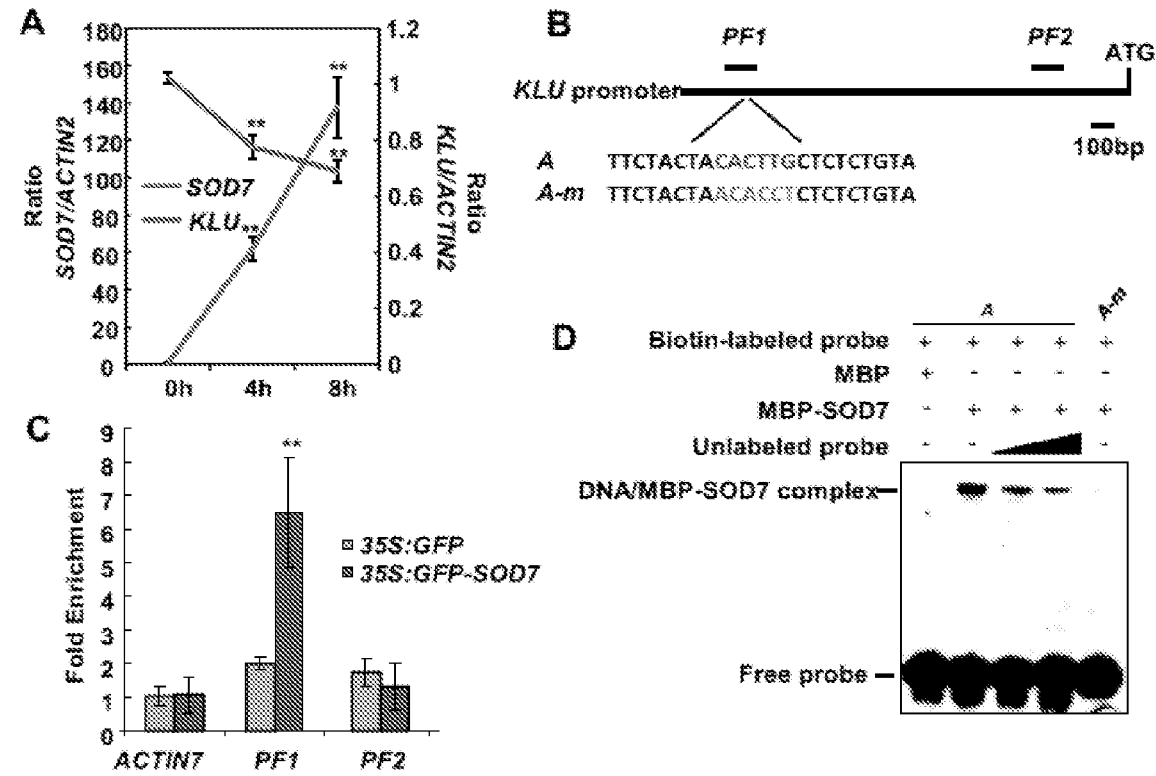 A
180
160
140
120
100
80
60
40
20
0
Ratio
SOD7/ACTIN2
1.2
1
0.8
0.6
0.4
0.2
0
Ratio
KLU/ACTIN2
**
**
**
**
SOD7
KLU
0h
4h
8h
B
PF1
PF2
ATG
KLU promoter
100bp
A TTCTACTACACTTGCTCTCTGTA
A-m TTCTACTAACACCTCTCTCTGTA
C
9
8
7
6
5
4
3
2
1
0
Fold Enrichment
**
35S:GFP
35S:GFP-SOD7
ACTIN7
PF1
PF2
D
A
A-m
Biotin-labeled probe + + + + +
MBP + - - - -
MBP-SOD7 - + + + +
Unlabeled probe - - -
DNA/MBP-SOD7 complex
Free probe